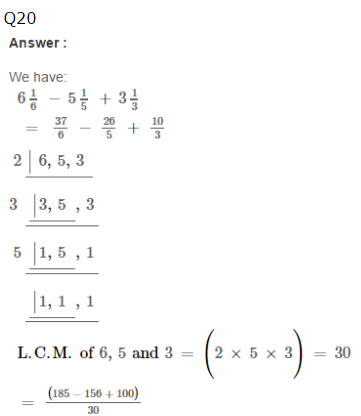 Q20
Answer :
We have:
6 1/6 − 5 1/5 + 3 1/3
= 37/6 − 26/5 + 10/3
2 | 6, 5, 3
3 | 3, 5 , 3
5 | 1, 5 , 1
| 1, 1 , 1
L.C.M. of 6, 5 and 3 = (2 × 5 × 3) = 30
= (185 − 156 + 100)/30